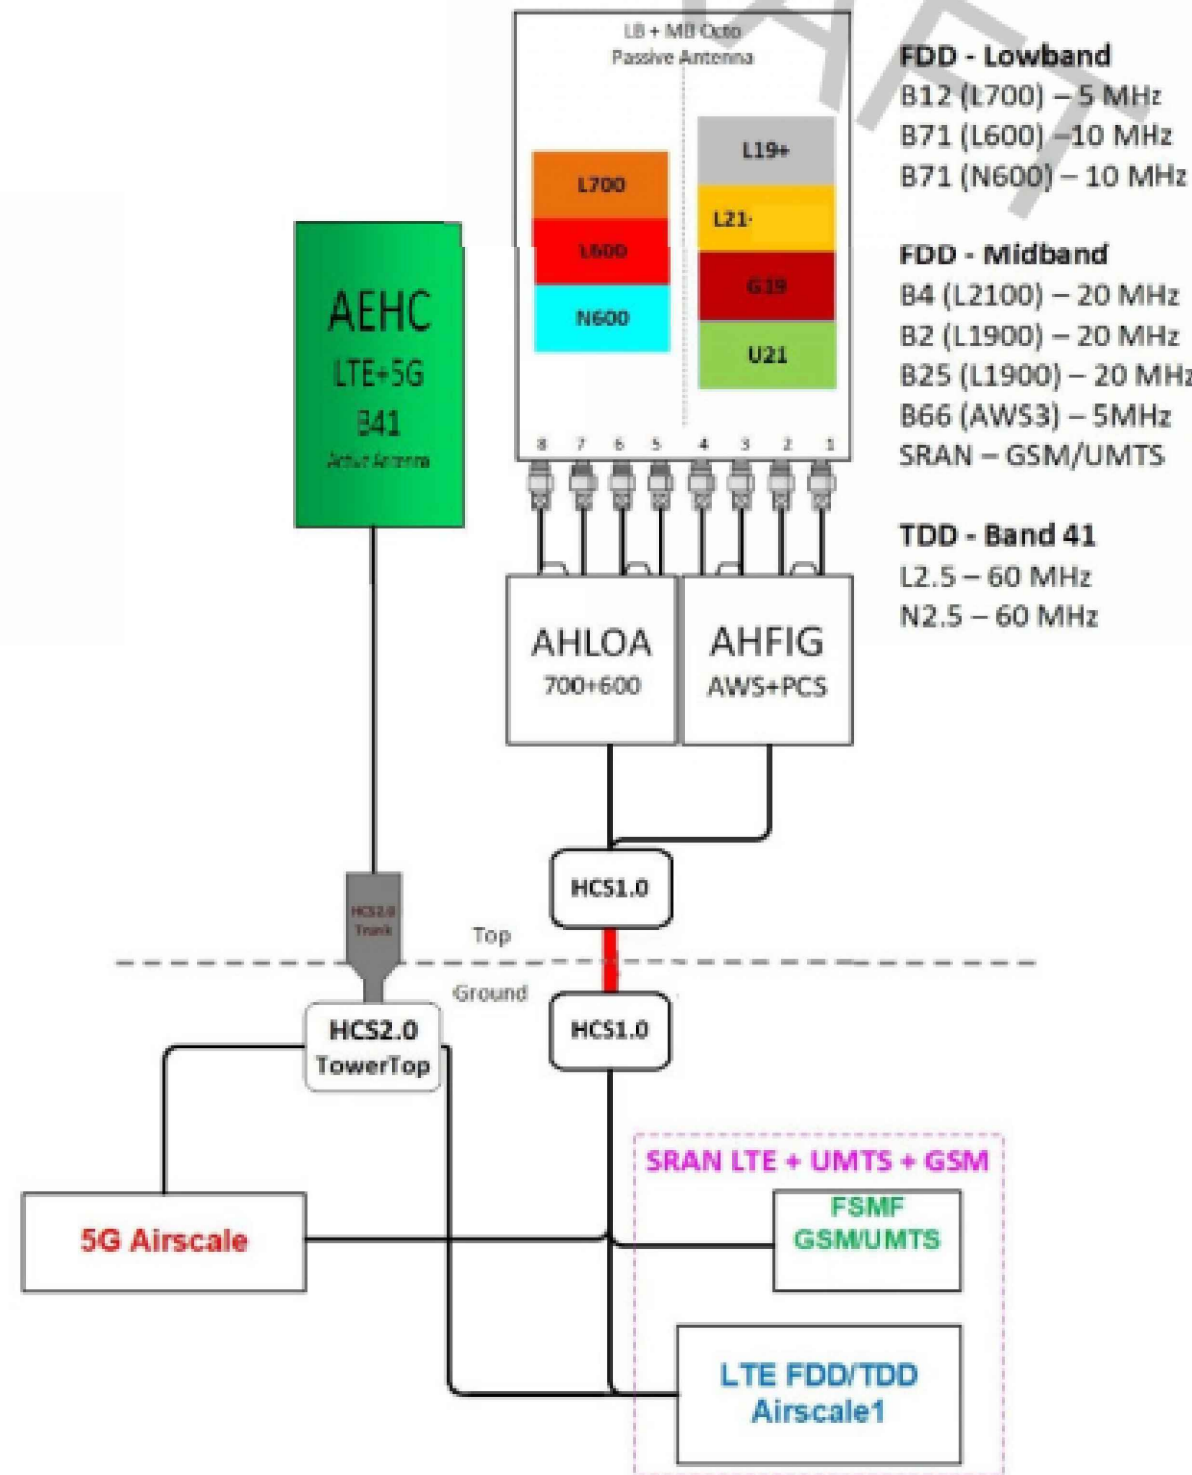 LB + MB Octo
Passive Antenna
L700
L600
N600
L19+
L21-
G19
U21
8 7 6 5 4 3 2 1
AEHC
LTE+5G
B41
Active Antenna
AHLOA
700+600
AHFIG
AWS+PCS
FDD - Lowband
B12 (L700) – 5 MHz
B71 (L600) –10 MHz
B71 (N600) – 10 MHz
FDD - Midband
B4 (L2100) – 20 MHz
B2 (L1900) – 20 MHz
B25 (L1900) – 20 MHz
B66 (AWS3) – 5MHz
SRAN – GSM/UMTS
TDD - Band 41
L2.5 – 60 MHz
N2.5 – 60 MHz
HCS1.0
HCS2.0
Trunk
Top
Ground
HCS2.0
TowerTop
HCS1.0
SRAN LTE + UMTS + GSM
5G Airscale
FSMF
GSM/UMTS
LTE FDD/TDD
Airscale1
AFT